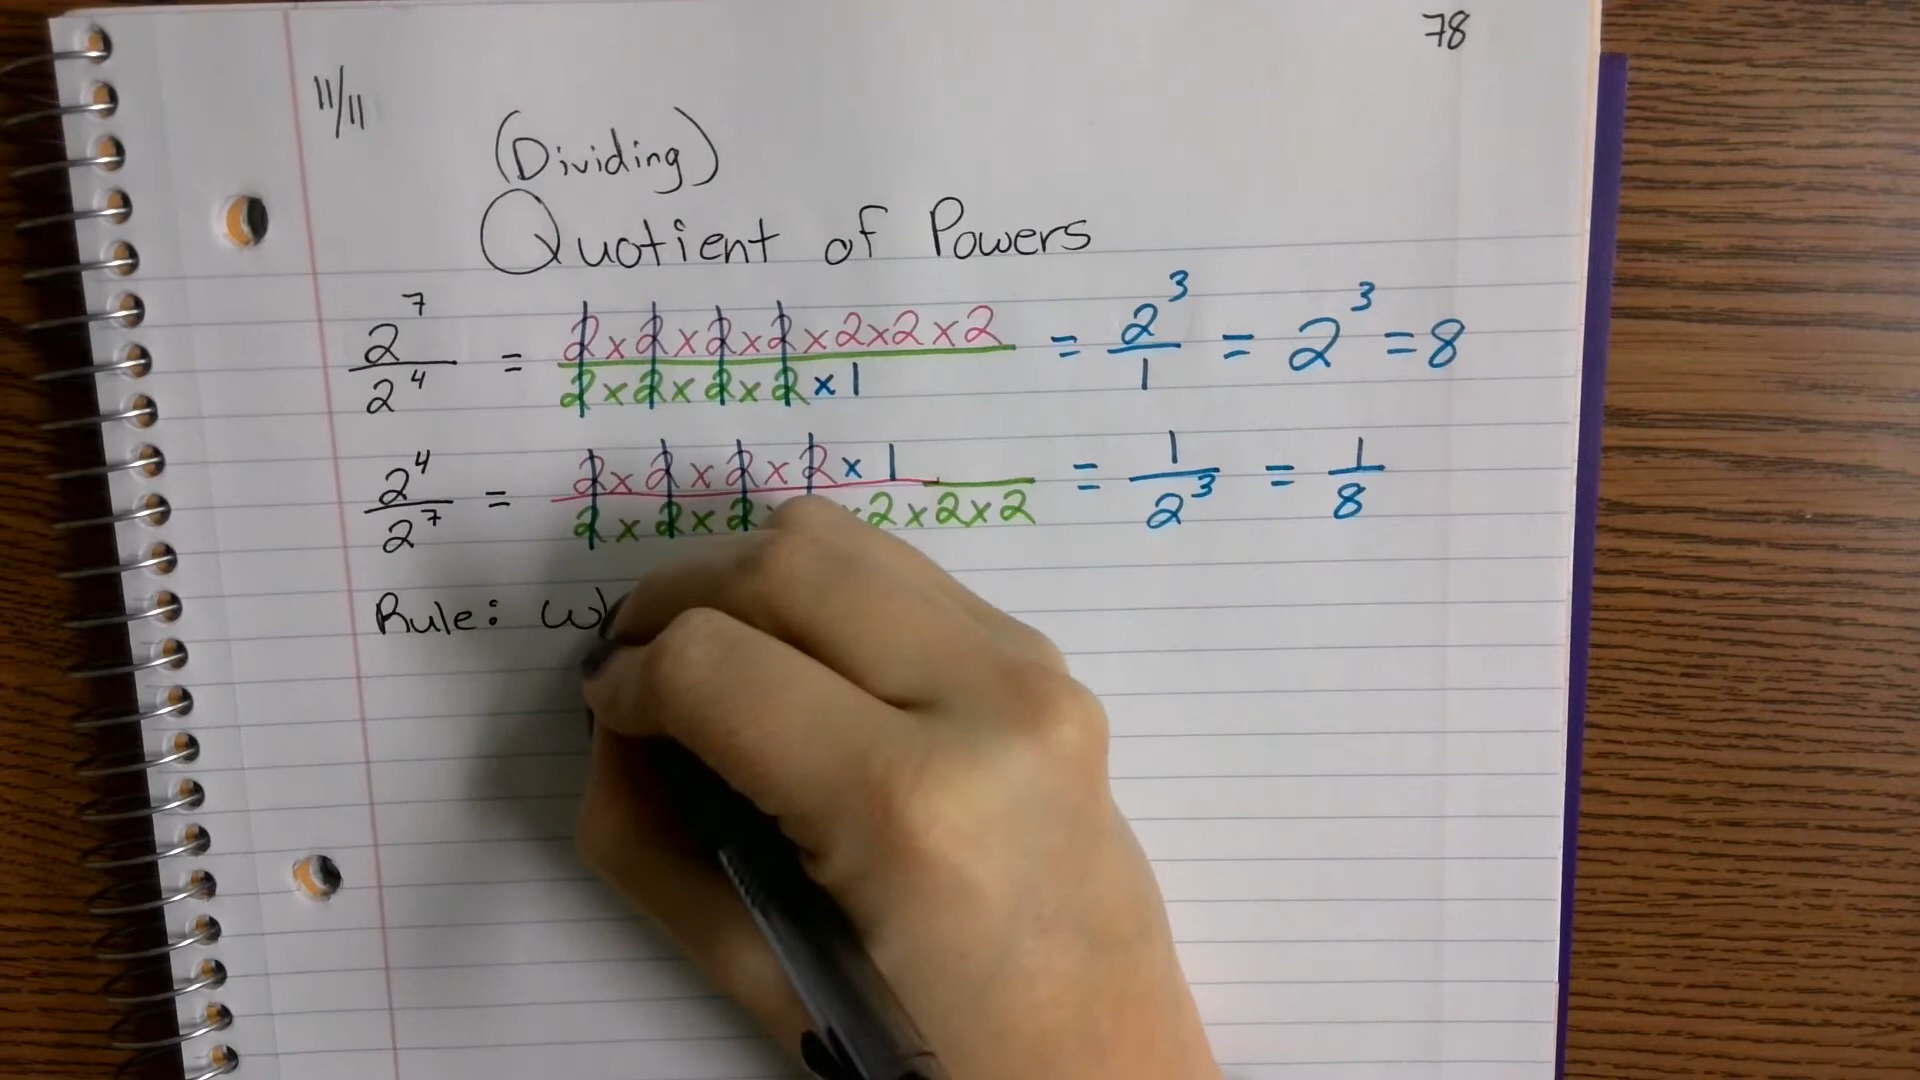 78
11/11
(Dividing)
Quotient of Powers
2^7/2^4 = 2×2×2×2×2×2×2/2×2×2×2×1 = 2^3/1 = 2^3 = 8
2^4/2^7 = 2×2×2×2×1/2×2×2 ×2×2×2 = 1/2^3 = 1/8
Rule: